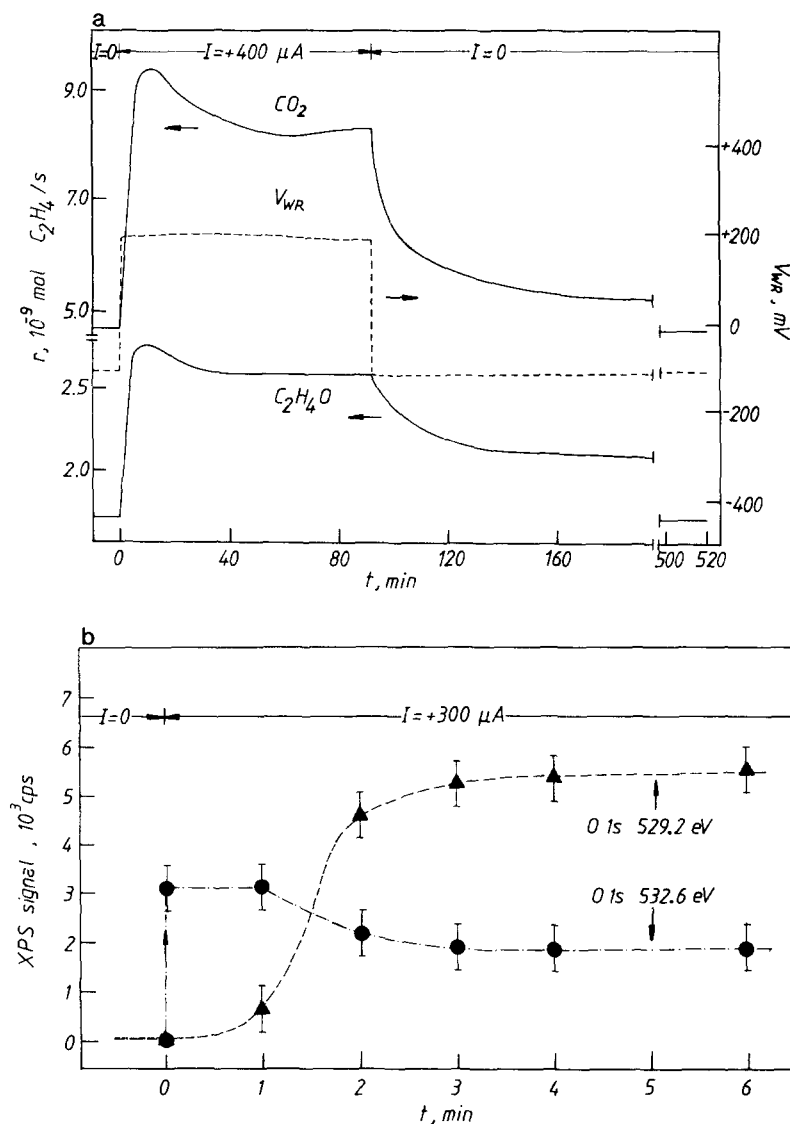 a
I=0 I=+400 μA I=0
9.0
CO₂
+400
7.0
V_WR
+200
5.0
0
2.5
C₂H₄O
-200
2.0
-400
r, 10⁻⁹ mol C₂H₄/s
V_WR, mV
0 40 80 120 160 500 520
t, min
b
I=0 I=+300 μA
7
6
5
O 1s 529.2 eV
4
3
O 1s 532.6 eV
2
1
0
XPS signal, 10³cps
0 1 2 3 4 5 6
t, min